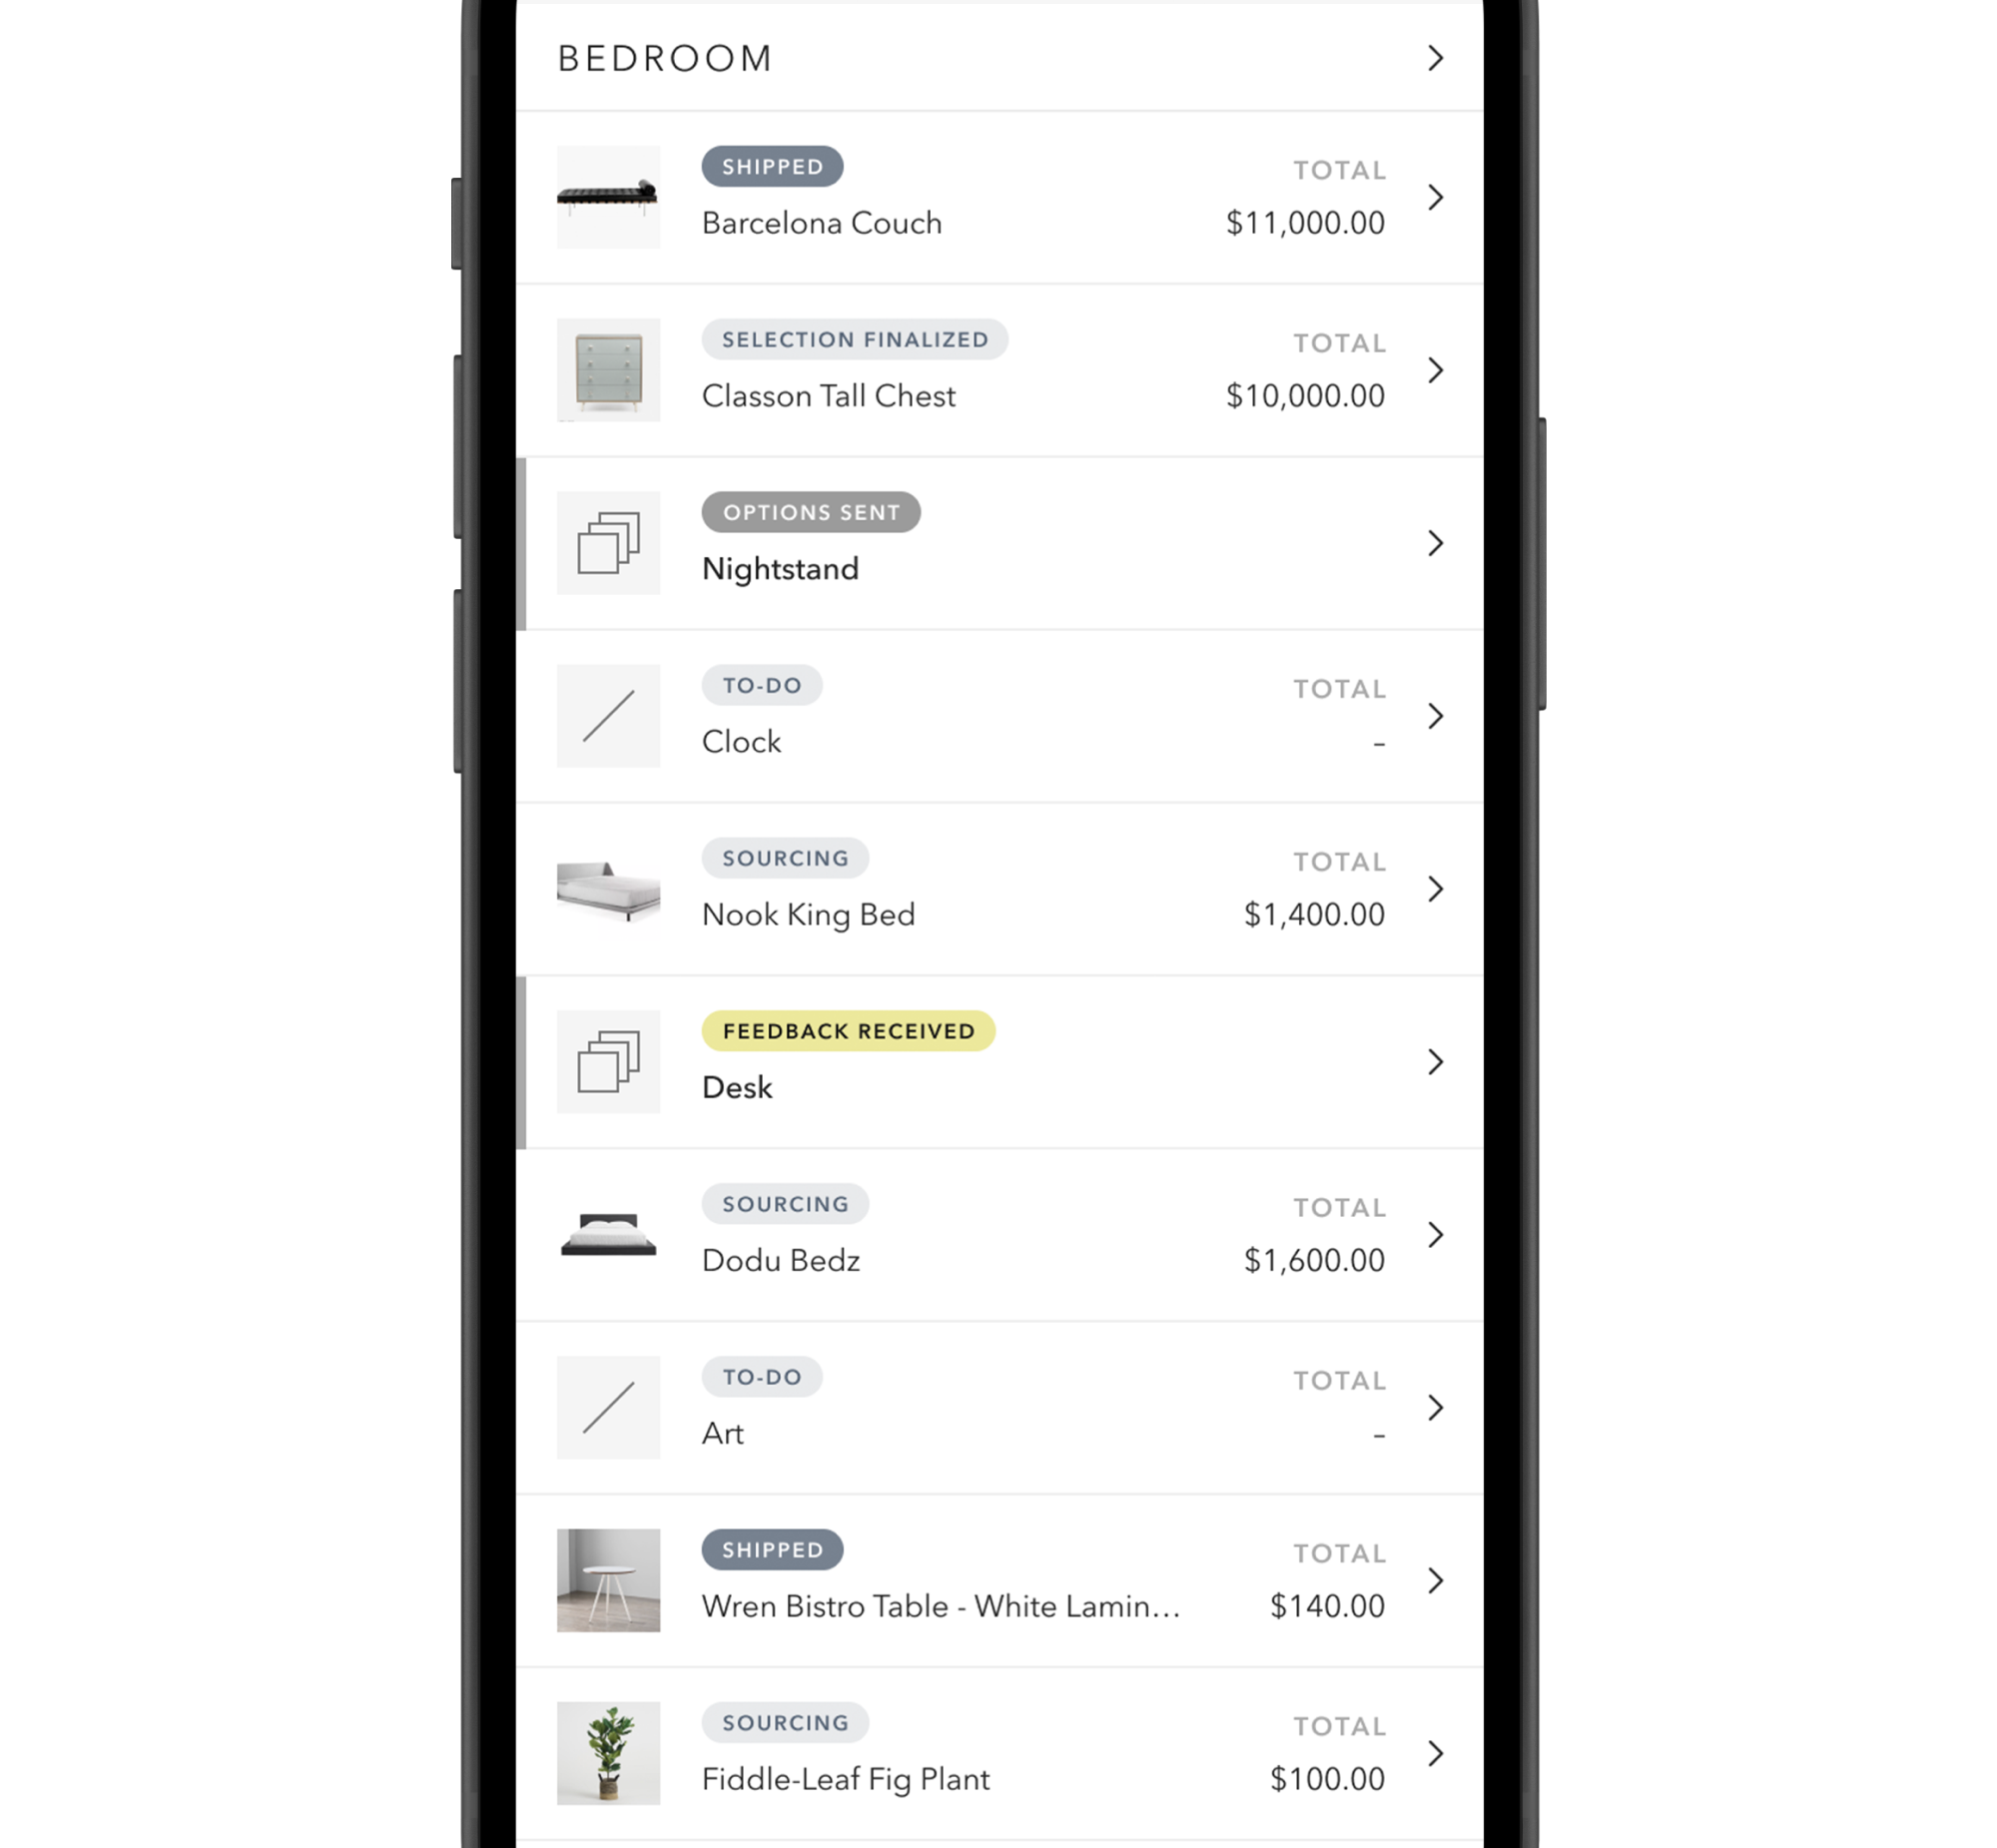 BEDROOM
SHIPPED
TOTAL
Barcelona Couch
$11,000.00
SELECTION FINALIZED
TOTAL
Classon Tall Chest
$10,000.00
OPTIONS SENT
Nightstand
TO-DO
TOTAL
Clock
–
SOURCING
TOTAL
Nook King Bed
$1,400.00
FEEDBACK RECEIVED
Desk
SOURCING
TOTAL
Dodu Bedz
$1,600.00
TO-DO
TOTAL
Art
–
SHIPPED
TOTAL
Wren Bistro Table - White Lamin...
$140.00
SOURCING
TOTAL
Fiddle-Leaf Fig Plant
$100.00